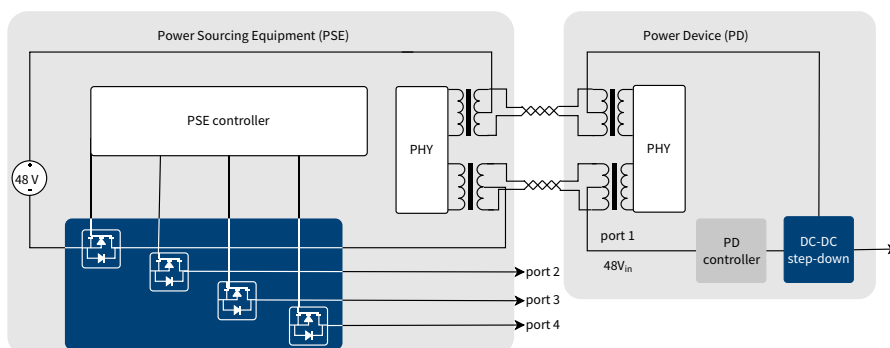 Power Sourcing Equipment (PSE)
Power Device (PD)
PSE controller
PHY
PHY
48 V
port 1
48Vin
PD
controller
DC-DC
step-down
port 2
port 3
port 4